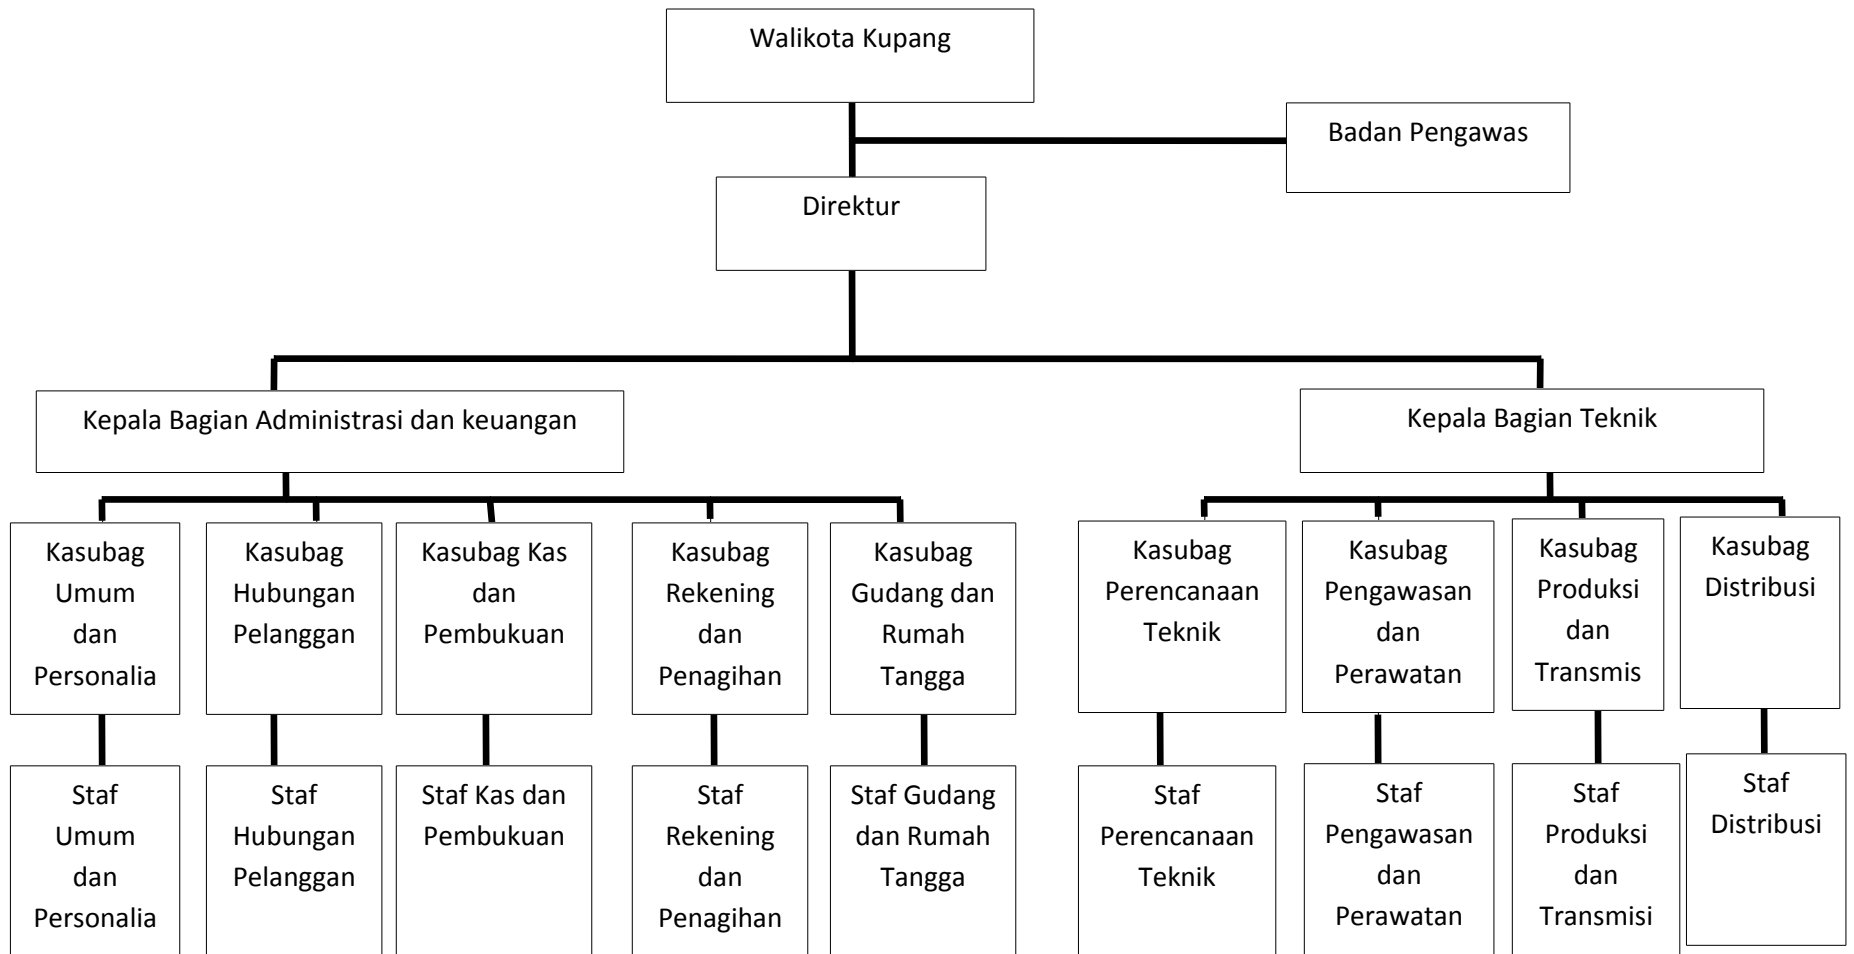 Walikota Kupang
Badan Pengawas
Direktur
Kepala Bagian Administrasi dan keuangan
Kepala Bagian Teknik
Kasubag
Umum
dan
Personalia
Kasubag
Hubungan
Pelanggan
Kasubag Kas
dan
Pembukuan
Kasubag
Rekening
dan
Penagihan
Kasubag
Gudang dan
Rumah
Tangga
Kasubag
Perencanaan
Teknik
Kasubag
Pengawasan
dan
Perawatan
Kasubag
Produksi
dan
Transmis
Kasubag
Distribusi
Staf
Umum
dan
Personalia
Staf
Hubungan
Pelanggan
Staf Kas dan
Pembukuan
Staf
Rekening
dan
Penagihan
Staf Gudang
dan Rumah
Tangga
Staf
Perencanaan
Teknik
Staf
Pengawasan
dan
Perawatan
Staf
Produksi
dan
Transmisi
Staf
Distribusi